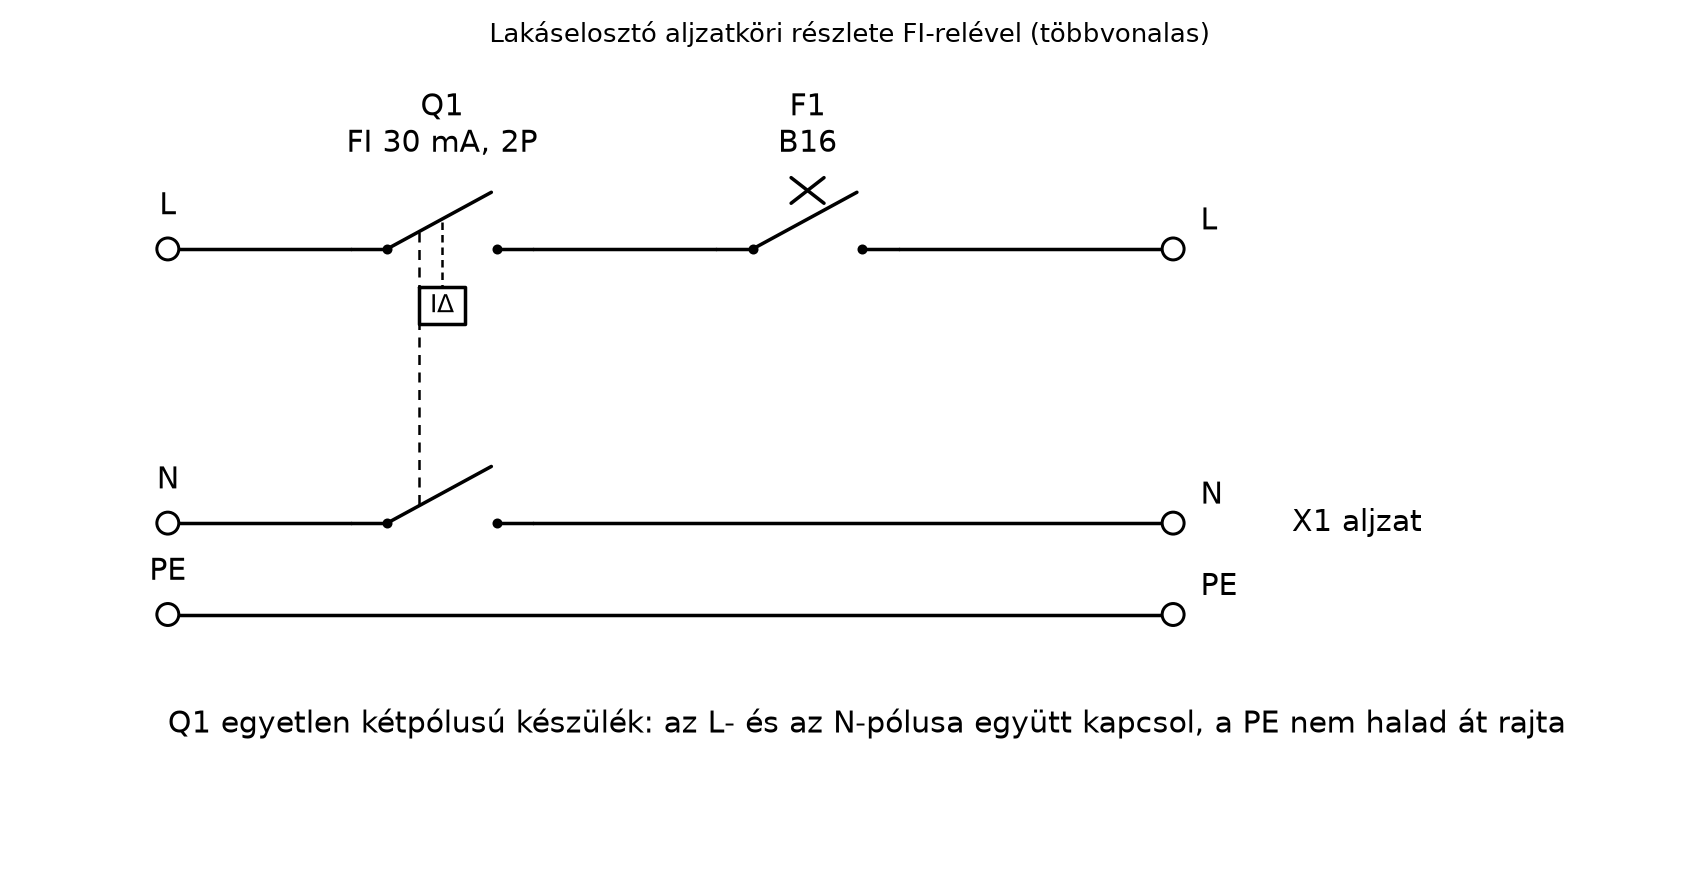 Lakáselosztó aljzatköri részlete FI-relével (többvonalas)
Q1
FI 30 mA, 2P
F1
B16
L
L
IΔ
N
N
X1 aljzat
PE
PE
Q1 egyetlen kétpólusú készülék: az L- és az N-pólusa együtt kapcsol, a PE nem halad át rajta